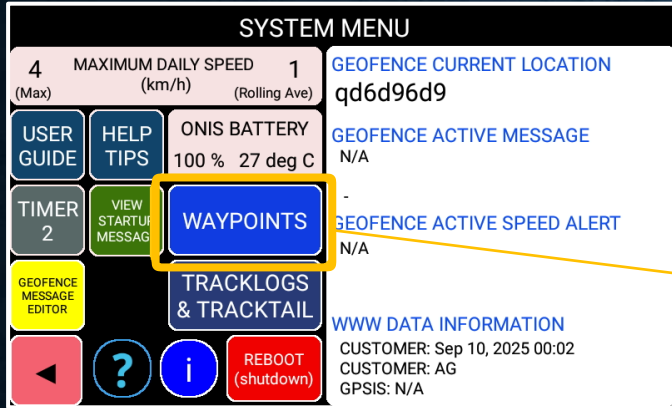 SYSTEM MENU
MAXIMUM DAILY SPEED
(km/h)
4
(Max)
1
(Rolling Ave)
USER
GUIDE
HELP
TIPS
ONIS BATTERY
100 % 27 deg C
TIMER
2
VIEW
STARTUP
MESSAG
WAYPOINTS
GEOFENCE
MESSAGE
EDITOR
TRACKLOGS
& TRACKTAIL
?
i
REBOOT
(shutdown)
GEOFENCE CURRENT LOCATION
qd6d96d9
GEOFENCE ACTIVE MESSAGE
N/A
-
GEOFENCE ACTIVE SPEED ALERT
N/A
WWW DATA INFORMATION
CUSTOMER: Sep 10, 2025 00:02
CUSTOMER: AG
GPSIS: N/A